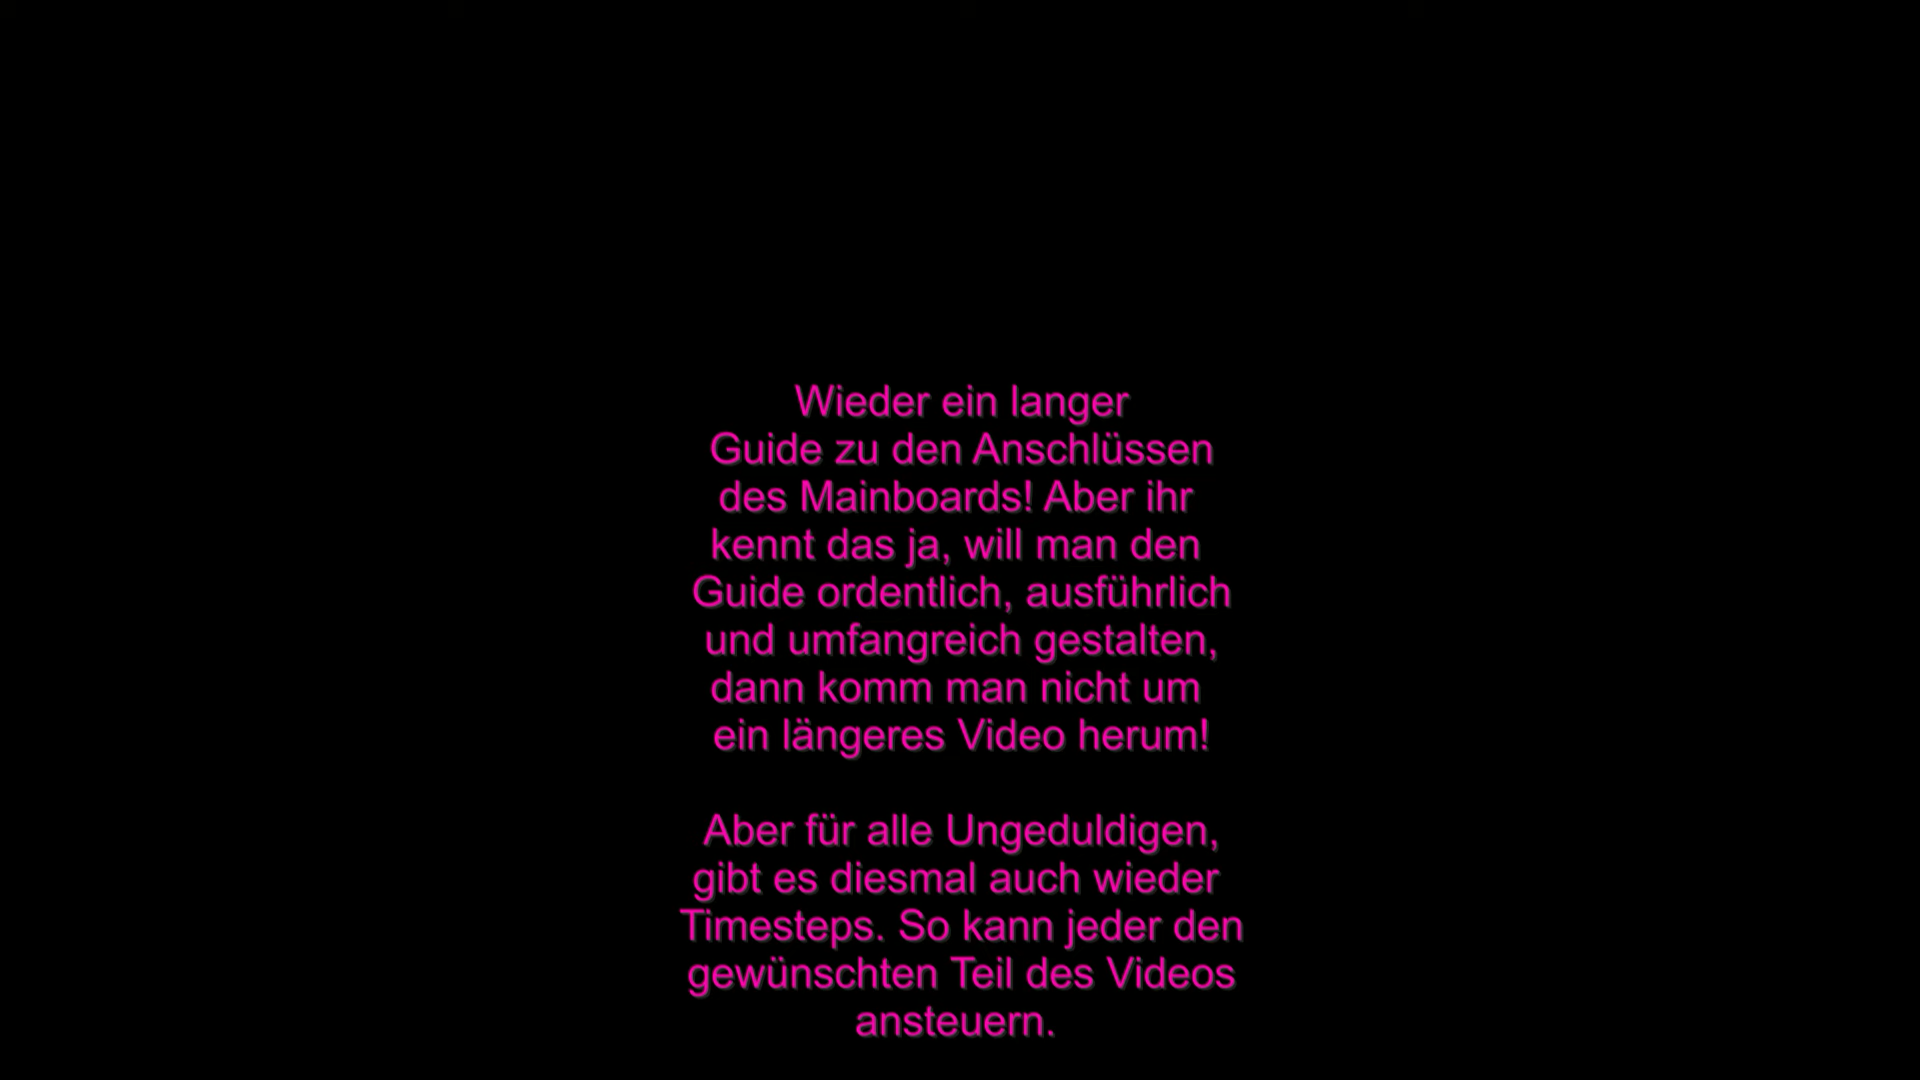 Wieder ein langer
Guide zu den Anschlüssen
des Mainboards! Aber ihr
kennt das ja, will man den
Guide ordentlich, ausführlich
und umfangreich gestalten,
dann komm man nicht um
ein längeres Video herum!
Aber für alle Ungeduldigen,
gibt es diesmal auch wieder
Timesteps. So kann jeder den
gewünschten Teil des Videos
ansteuern.